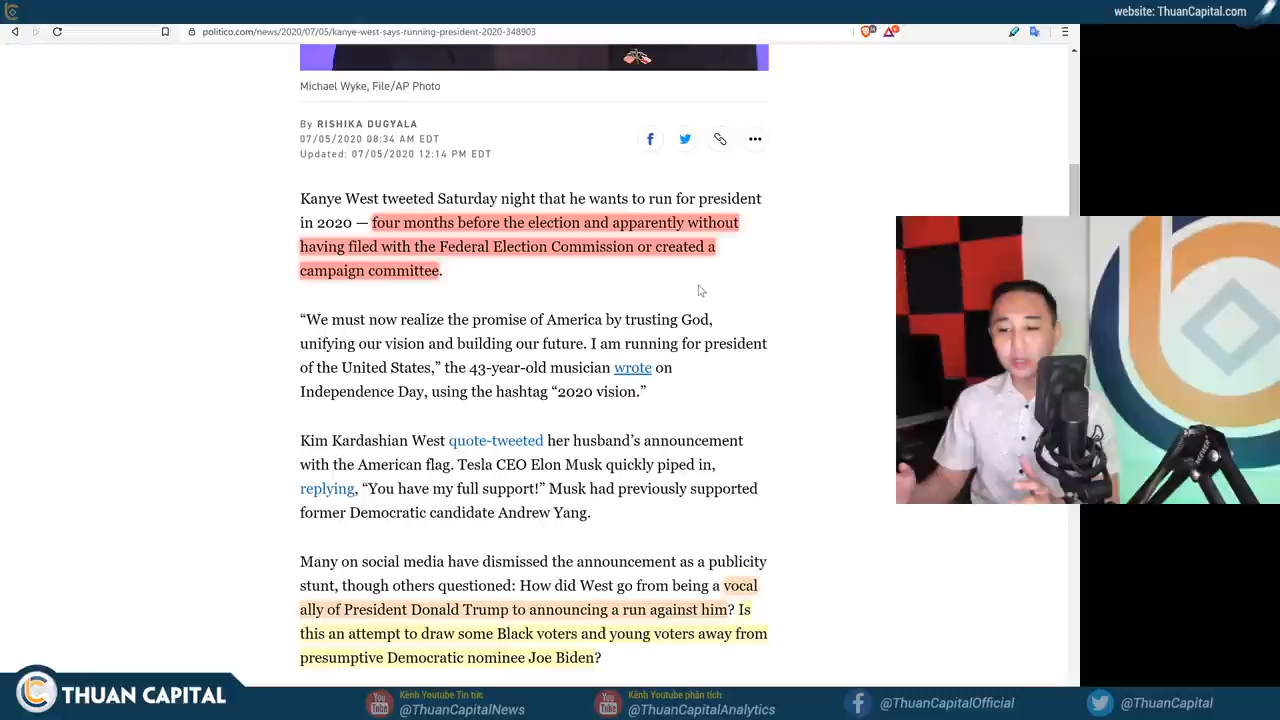 website: ThuanCapital.com
politico.com/news/2020/07/05/kanye-west-says-running-president-2020-348903
Michael Wyke, File/AP Photo
By RISHIKA DUGYALA
07/05/2020 08:34 AM EDT
Updated: 07/05/2020 12:14 PM EDT
Kanye West tweeted Saturday night that he wants to run for president
in 2020 — four months before the election and apparently without
having filed with the Federal Election Commission or created a
campaign committee.
“We must now realize the promise of America by trusting God,
unifying our vision and building our future. I am running for president
of the United States,” the 43-year-old musician wrote on
Independence Day, using the hashtag “2020 vision.”
Kim Kardashian West quote-tweeted her husband’s announcement
with the American flag. Tesla CEO Elon Musk quickly piped in,
replying, “You have my full support!” Musk had previously supported
former Democratic candidate Andrew Yang.
Many on social media have dismissed the announcement as a publicity
stunt, though others questioned: How did West go from being a vocal
ally of President Donald Trump to announcing a run against him? Is
this an attempt to draw some Black voters and young voters away from
presumptive Democratic nominee Joe Biden?
THUAN CAPITAL
Kênh Youtube Tin tức
@ThuanCapitalNews
Kênh Youtube phân tích
@ThuanCapitalAnalytics
@ThuanCapitalOfficial
@ThuanCapital